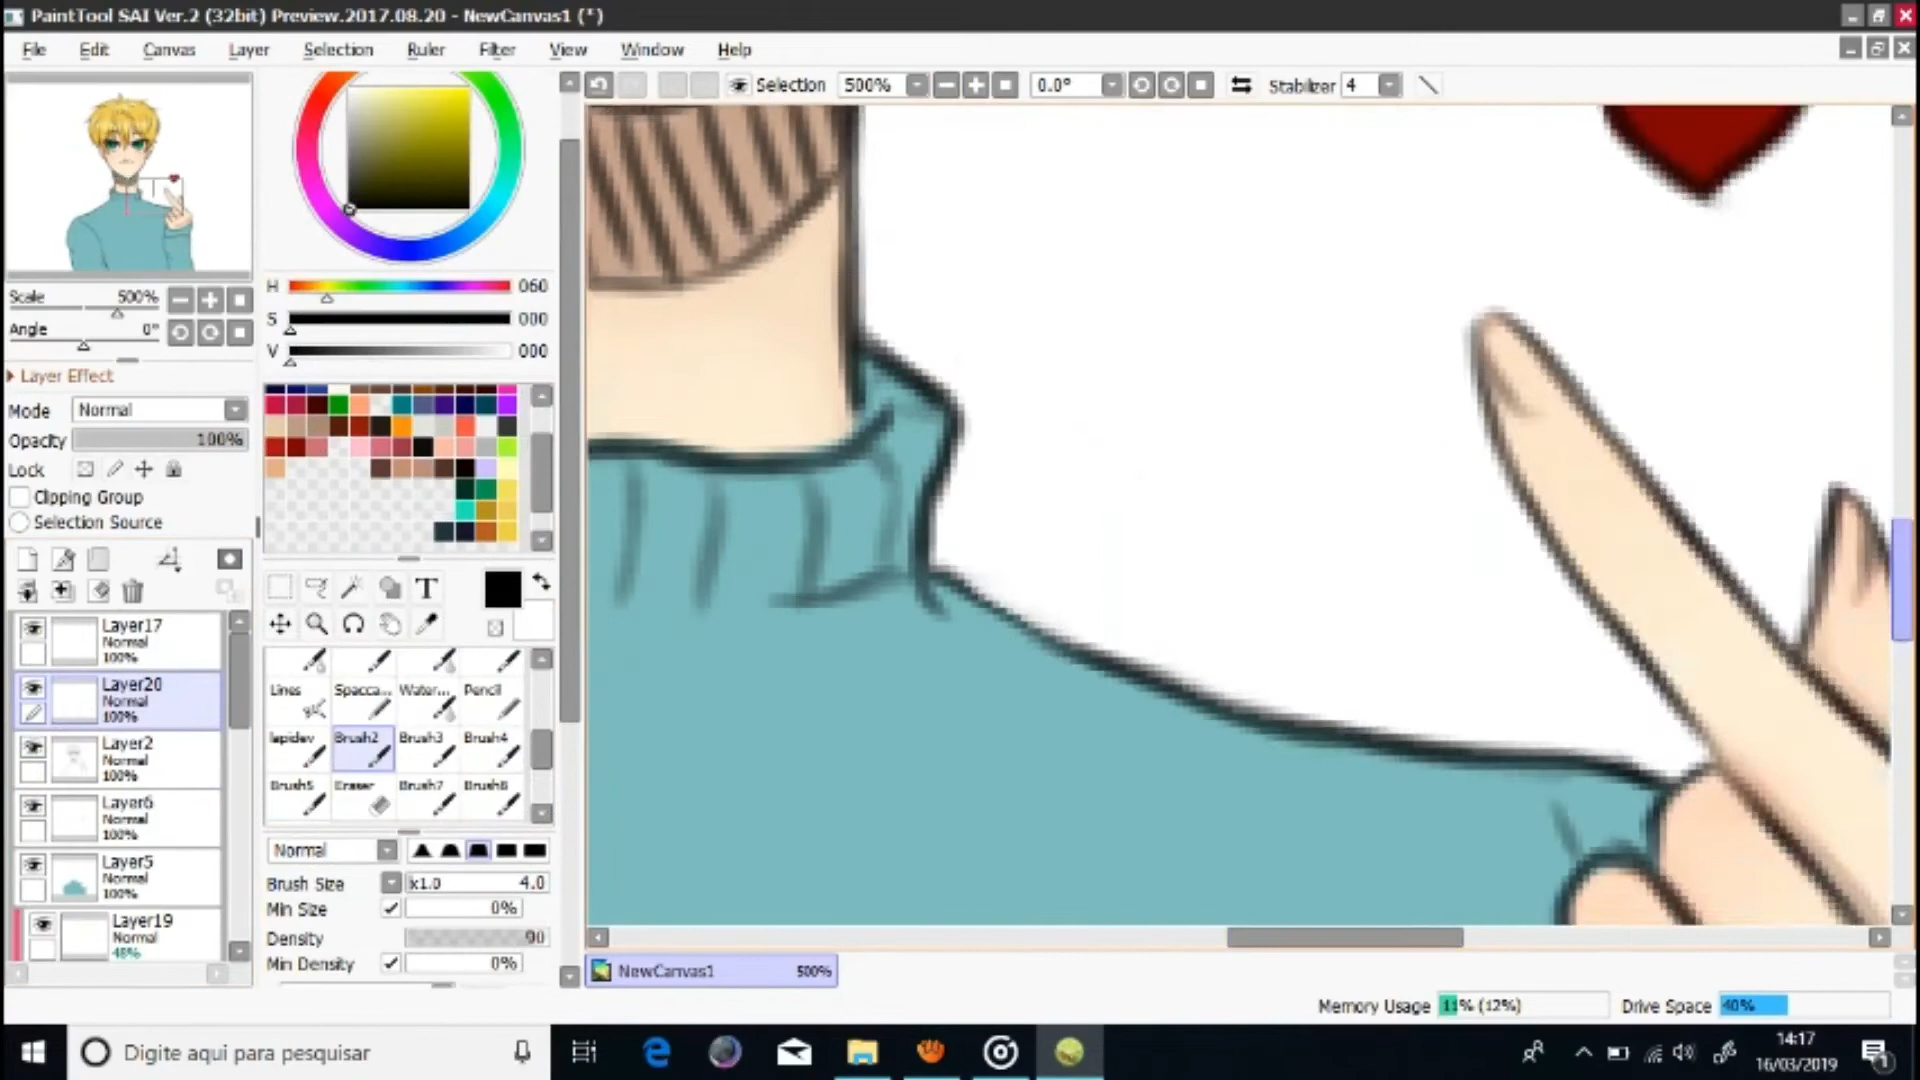 PaintTool SAI Ver.2 (32bit) Preview.2017.08.20 - NewCanvas1 (*)
File Edit Canvas Layer Selection Ruler Filter View Window Help
Selection 500% 0.0° Stabilizer 4
Scale 500%
Angle 0°
Layer Effect
Mode Normal
Opacity 100%
Lock
Clipping Group
Selection Source
Layer17
Normal
100%
Layer20
Normal
100%
Layer2
Normal
100%
Layer6
Normal
100%
Layer5
Normal
100%
Layer19
Normal
48%
H 060
S 000
V 000
T
Lines Spacca... Water... Pencil
lapidev Brush2 Brush3 Brush4
Brush5 Eraser Brush7 Brush8
Normal
Brush Size x1.0 4.0
Min Size 0%
Density 90
Min Density 0%
NewCanvas1 500%
Memory Usage 11% (12%) Drive Space 40%
Digite aqui para pesquisar
14:17
16/03/2019
1